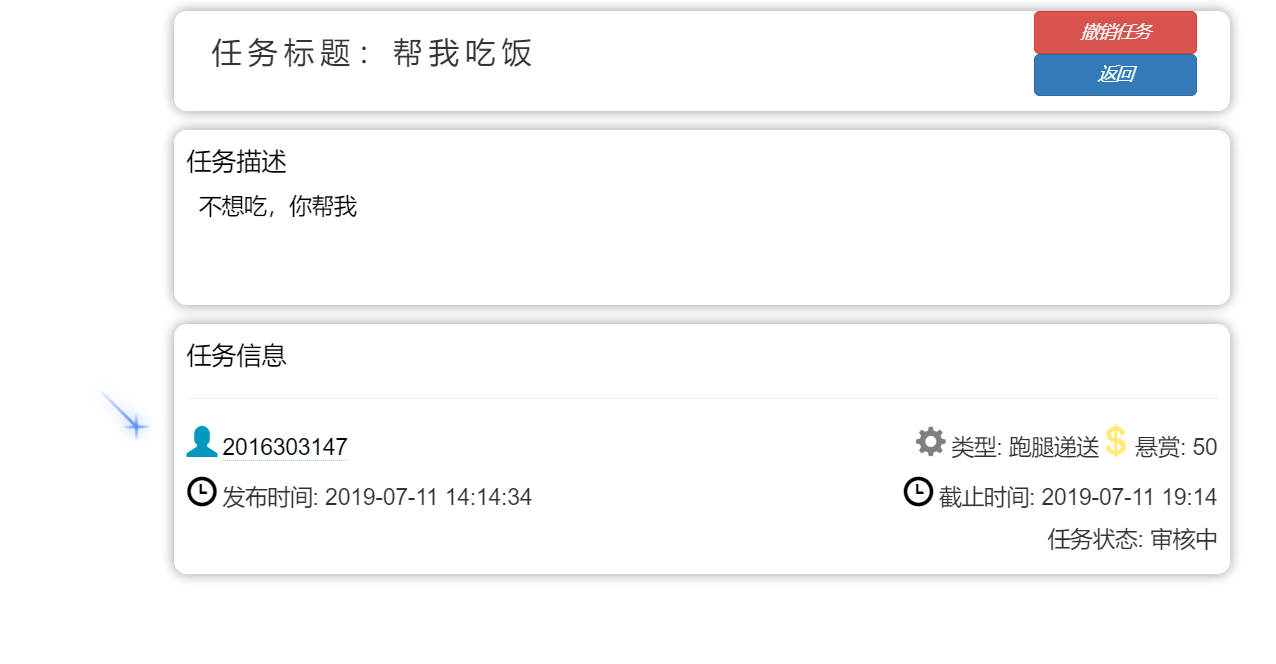 任务标题：帮我吃饭
撤销任务
返回
任务描述
不想吃，你帮我
任务信息
2016303147
类型: 跑腿递送 $ 悬赏: 50
发布时间: 2019-07-11 14:14:34
截止时间: 2019-07-11 19:14
任务状态: 审核中